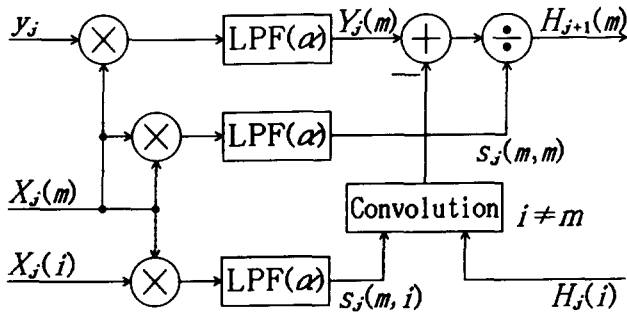 y_j
LPF(α)
Y_j(m)
+
÷
H_{j+1}(m)
×
−
×
LPF(α)
s_j(m,m)
X_j(m)
Convolution
i≠m
X_j(i)
×
LPF(α)
s_j(m,i)
H_j(i)